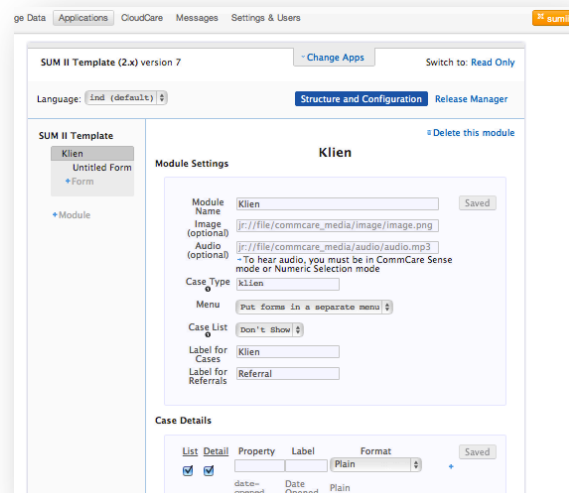 ge Data Applications CloudCare Messages Settings & Users
SUM II Template (2.x) version 7 Change Apps Switch to: Read Only
Language: ind (default) Structure and Configuration Release Manager
SUM II Template Delete this module
Klien Klien
Module Settings
Untitled Form
+Form
+Module
Module Name Klien Saved
Image (optional) jr://file/commcare_media/image/image.png
Audio (optional) jr://file/commcare_media/audio/audio.mp3
To hear audio, you must be in CommCare Sense
mode or Numeric Selection mode
Case Type klien
Menu Put forms in a separate menu
Case List Don't Show
Label for Cases Klien
Label for Referrals Referral
Case Details
List Detail Property Label Format Saved
Plain
date- Date Plain
opened Opened